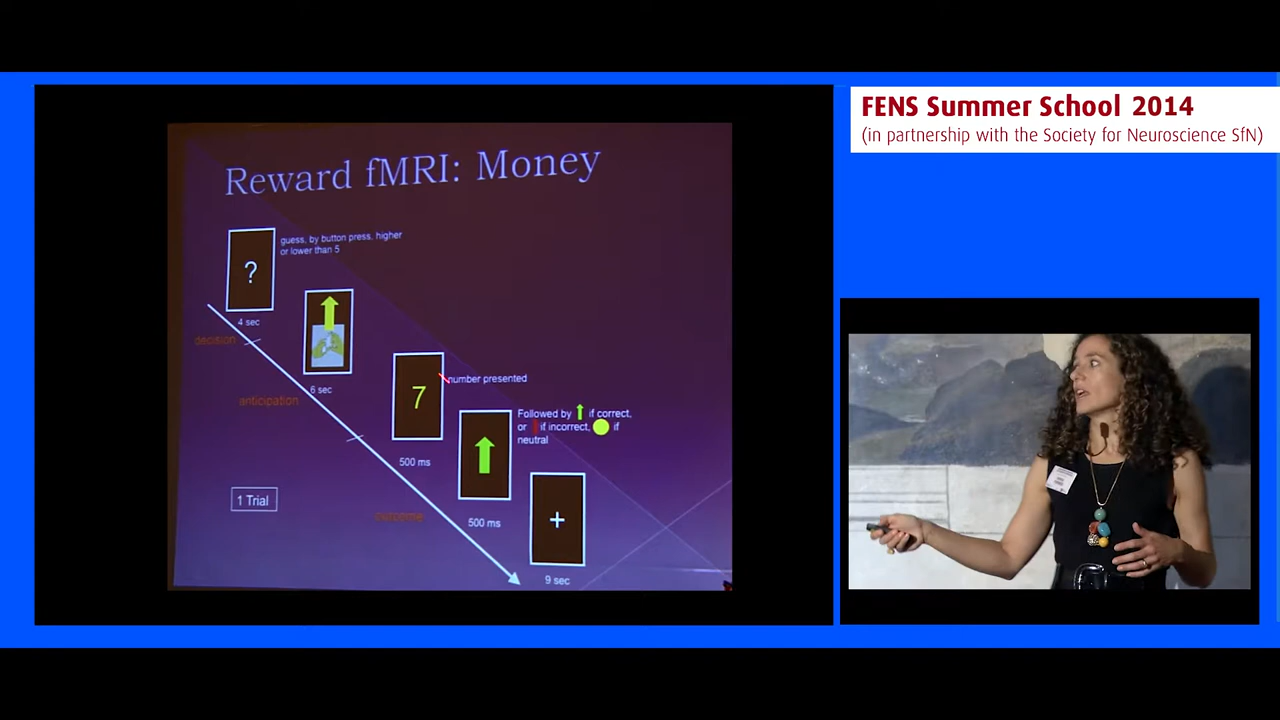 FENS Summer School 2014
(in partnership with the Society for Neuroscience SfN)
Reward fMRI: Money
guess, by button press, higher
or lower than 5
?
4 sec
decision
6 sec
anticipation
7
number presented
500 ms
Followed by if correct,
or if incorrect, if
neutral
1 Trial
outcome
500 ms
+
9 sec